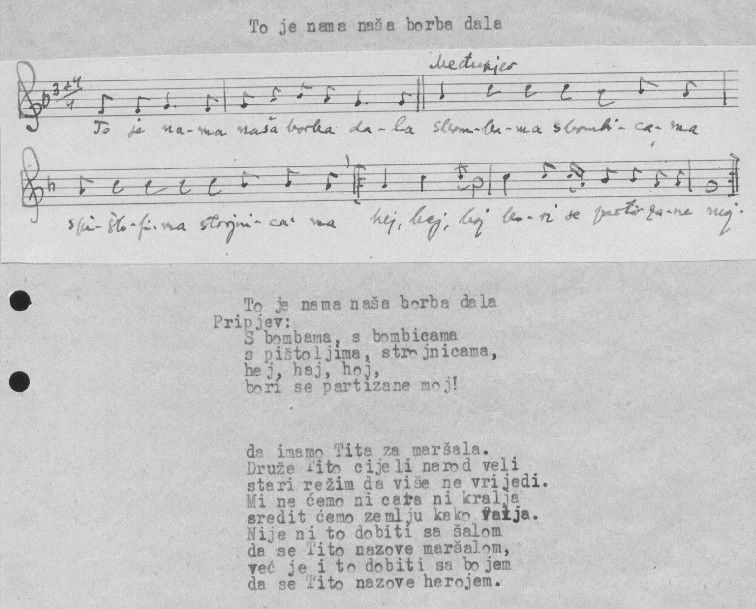 To je nama naša borba dala
Međupjev
To je na-ma naša borba da-la sbom-ba-ma sbombi-ca-ma
spi-što-ji-ma strojni-ca-ma hej, haj, hoj bo-ri se parti-za-ne moj.
To je nama naša borba dala
Pripjev:
S bombama, s bombicama
s pištoljima, strojnicama,
hej, haj, hoj,
bori se partizane moj!
da imamo Tita za maršala.
Druže Tito cijeli narod veli
stari režim da više ne vrijedi.
Mi ne ćemo ni cara ni kralja
sredit ćemo zemlju kako valja.
Nije ni to dobiti sa šalom
da se Tito nazove maršalom,
već je i to dobiti sa bojem
da se Tito nazove herojem.